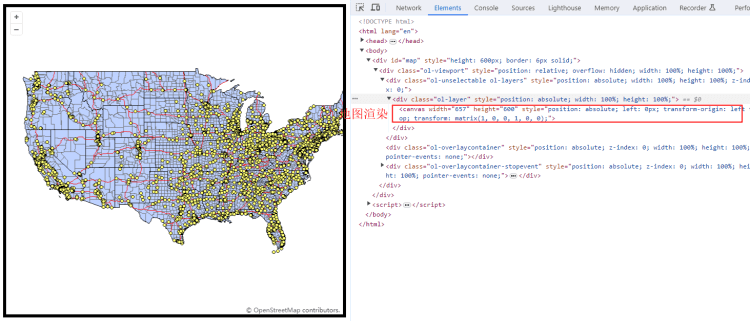 +
−
© OpenStreetMap contributors.
Network Elements Console Sources Lighthouse Memory Application Recorder Perfo
<!DOCTYPE html>
<html lang="en">
▶<head> ⋯ </head>
▼<body>
▼<div id="map" style="height: 600px; border: 6px solid;">
▼<div class="ol-viewport" style="position: relative; overflow: hidden; width: 100%; height: 100%;">
▼<div class="ol-unselectable ol-layers" style="position: absolute; width: 100%; height: 100%; z-in
x: 0;">
⋯ ▼<div class="ol-layer" style="position: absolute; width: 100%; height: 100%;"> == $0
地图渲染
<canvas width="657" height="600" style="position: absolute; left: 0px; transform-origin: left
op; transform: matrix(1, 0, 0, 1, 0, 0);">
</div>
</div>
<div class="ol-overlaycontainer" style="position: absolute; z-index: 0; width: 100%; height: 100%;
pointer-events: none;"></div>
▶<div class="ol-overlaycontainer-stopevent" style="position: absolute; z-index: 0; width: 100%; hei
ht: 100%; pointer-events: none;"> ⋯ </div>
</div>
</div>
▶<script> ⋯ </script>
</body>
</html>